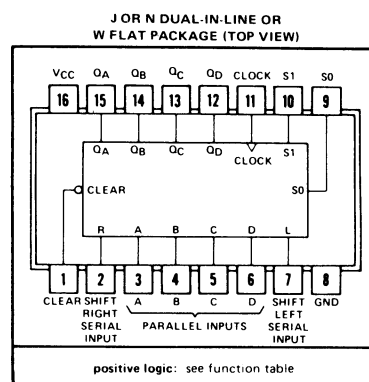 J OR N DUAL-IN-LINE OR
W FLAT PACKAGE (TOP VIEW)
VCC QA QB QC QD CLOCK S1 S0
16 15 14 13 12 11 10 9
QA QB QC QD CLOCK S1
CLEAR S0
R A B C D L
1 2 3 4 5 6 7 8
CLEAR SHIFT RIGHT SERIAL INPUT A B C D SHIFT LEFT SERIAL INPUT GND
PARALLEL INPUTS
positive logic: see function table